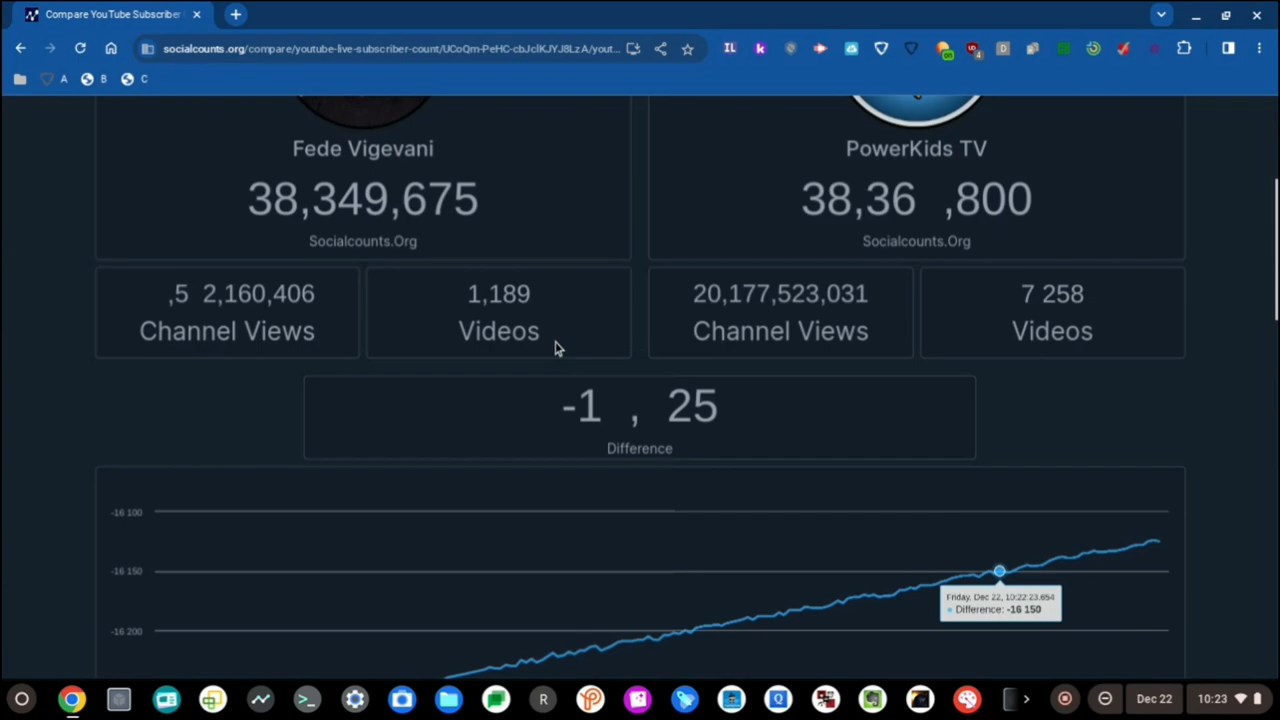 Compare YouTube Subscriber
socialcounts.org/compare/youtube-live-subscriber-count/UCoQm-PeHC-cbJclKJYJ8LzA/yout...
A B C
Fede Vigevani
38,349,675
Socialcounts.Org
PowerKids TV
38,36 ,800
Socialcounts.Org
,5 2,160,406
Channel Views
1,189
Videos
20,177,523,031
Channel Views
7 258
Videos
-1 , 25
Difference
-16 100
-16 150
-16 200
Friday, Dec 22, 10:22:23.654
Difference: -16 150
Dec 22
10:23